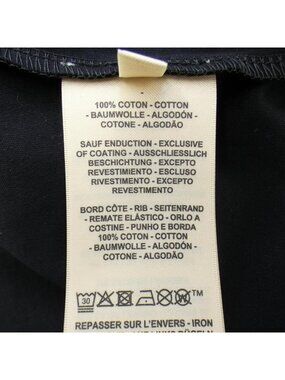 100% COTON - COTTON
- BAUMWOLLE - ALGODÓN -
COTONE - ALGODÃO
SAUF ENDUCTION - EXCLUSIVE
OF COATING - AUSSCHLIESSLICH
BESCHICHTUNG - EXCEPTO
REVESTIMIENTO - ESCLUSO
RIVESTIMENTO - EXCEPTO
REVESTIMENTO
BORD CÔTE - RIB - SEITENRAND
- REMATE ELÁSTICO - ORLO A
COSTINE - PUNHO E BORDA
100% COTON - COTTON
- BAUMWOLLE - ALGODÓN -
COTONE - ALGODÃO
30 ™
REPASSER SUR L'ENVERS - IRON